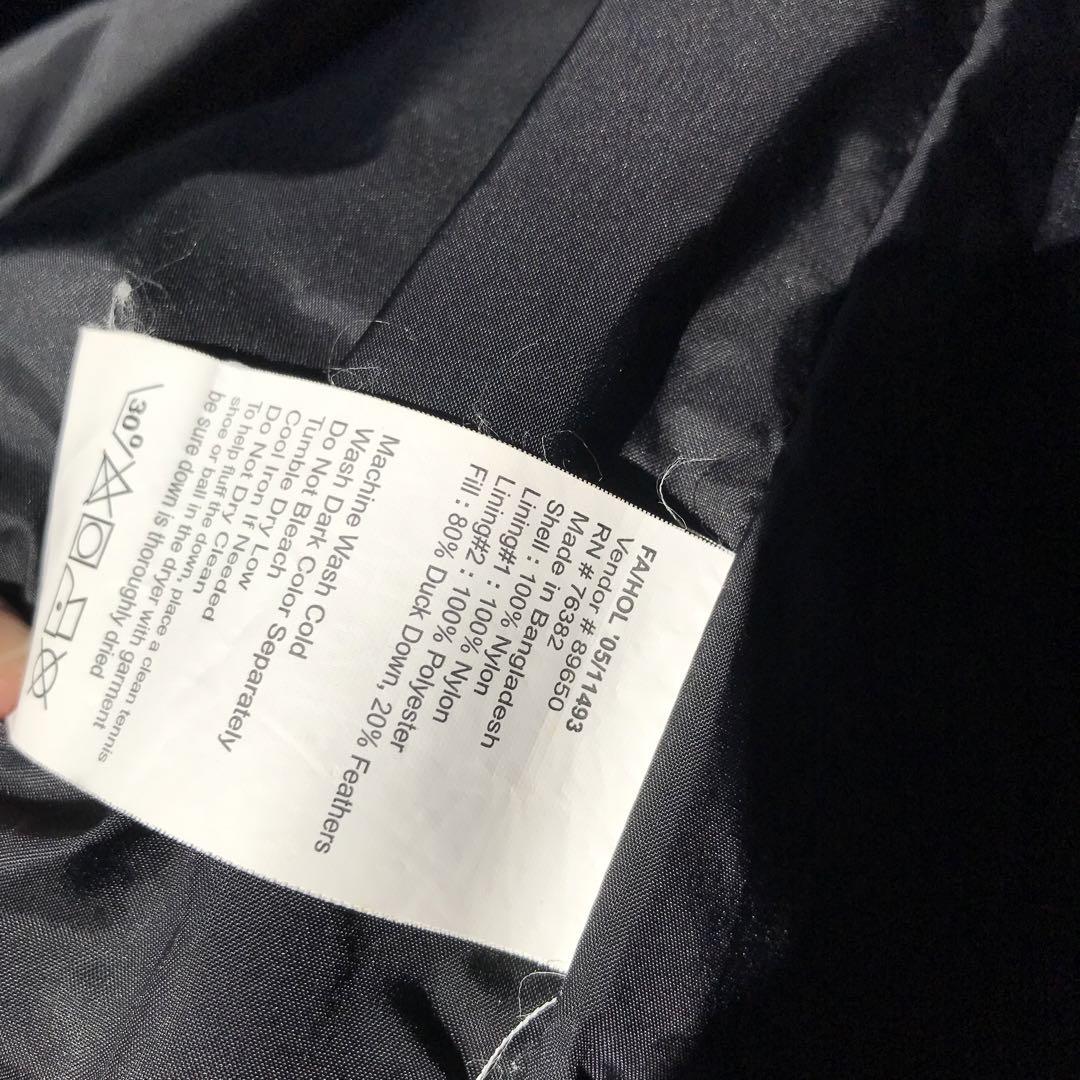 FA/HOL '05/11493
Vendor # 89650
RN # 76382
Made in Bangladesh
Shell : 100% Nylon
Lining#1 : 100% Nylon
Lining#2 : 100% Polyester
Fill : 80% Duck Down, 20% Feathers
Machine Wash Cold
Wash Dark Color Separately
Do Not Bleach
Tumble Dry Low
Cool Iron If Needed
Do Not Dry Clean
To help fluff the down, place a clean tennis
shoe or ball in the dryer with garment
be sure down is thoroughly dried
30°